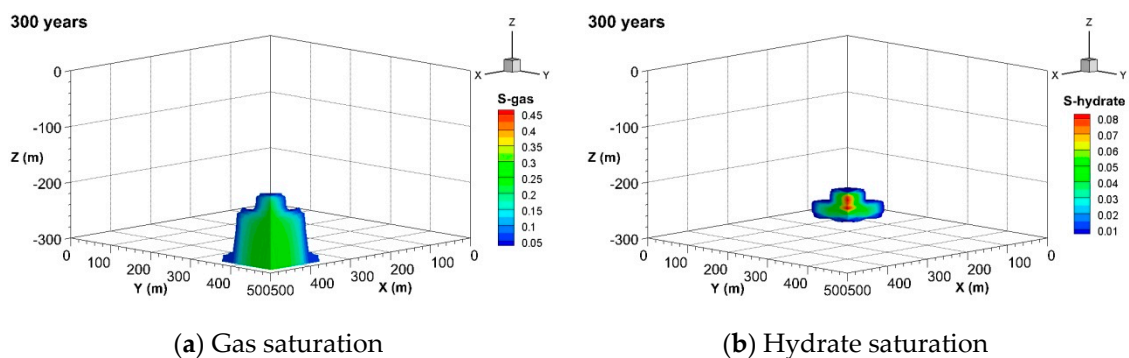 300 years
Z
X
Y
S-gas
0.45
0.4
0.35
0.3
0.25
0.2
0.15
0.1
0.05
0
-100
Z (m)
-200
-300
0
100
200
300
400
500
Y (m)
500
400
300
200
100
0
X (m)
(a) Gas saturation
300 years
Z
X
Y
S-hydrate
0.08
0.07
0.06
0.05
0.04
0.03
0.02
0.01
0
-100
Z (m)
-200
-300
0
100
200
300
400
500
Y (m)
500
400
300
200
100
0
X (m)
(b) Hydrate saturation